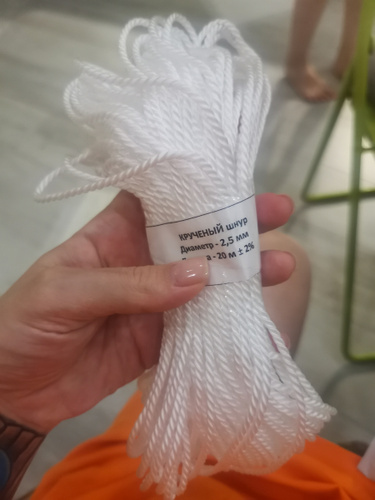 КРУЧЕНЫЙ шнур
Диаметр - 2,5 мм
- 20 м ± 2%